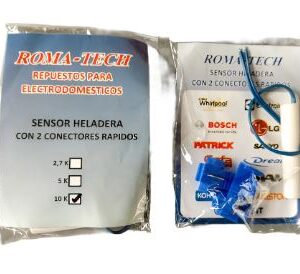 ROMA-TECH
REPUESTOS PARA
ELECTRODOMESTICOS
SENSOR HELADERA
CON 2 CONECTORES RAPIDOS
2,7 K
5 K
10 K
ROMA-TECH
SENSOR HELADERA
CON 2 CONECTORES RAPIDOS
Whirlpool
BOSCH
LG
PATRICK
Drean